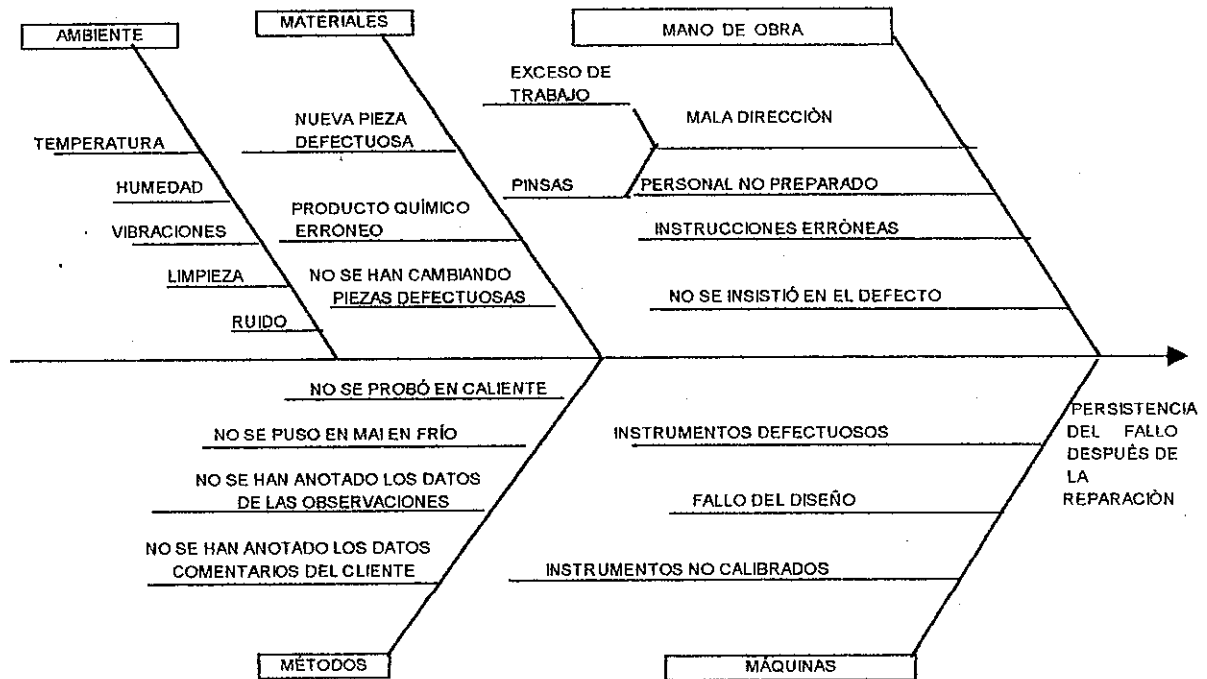 AMBIENTE
MATERIALES
MANO DE OBRA
TEMPERATURA
HUMEDAD
VIBRACIONES
LIMPIEZA
RUIDO
NUEVA PIEZA
DEFECTUOSA
PRODUCTO QUÍMICO
ERRONEO
NO SE HAN CAMBIANDO
PIEZAS DEFECTUOSAS
EXCESO DE
TRABAJO
PINSAS
MALA DIRECCIÒN
PERSONAL NO PREPARADO
INSTRUCCIONES ERRÒNEAS
NO SE INSISTIÓ EN EL DEFECTO
NO SE PROBÓ EN CALIENTE
NO SE PUSO EN MAI EN FRÍO
NO SE HAN ANOTADO LOS DATOS
DE LAS OBSERVACIONES
NO SE HAN ANOTADO LOS DATOS
COMENTARIOS DEL CLIENTE
MÉTODOS
INSTRUMENTOS DEFECTUOSOS
FALLO DEL DISEÑO
INSTRUMENTOS NO CALIBRADOS
MÁQUINAS
PERSISTENCIA
DEL FALLO
DESPUÉS DE
LA
REPARACIÒN